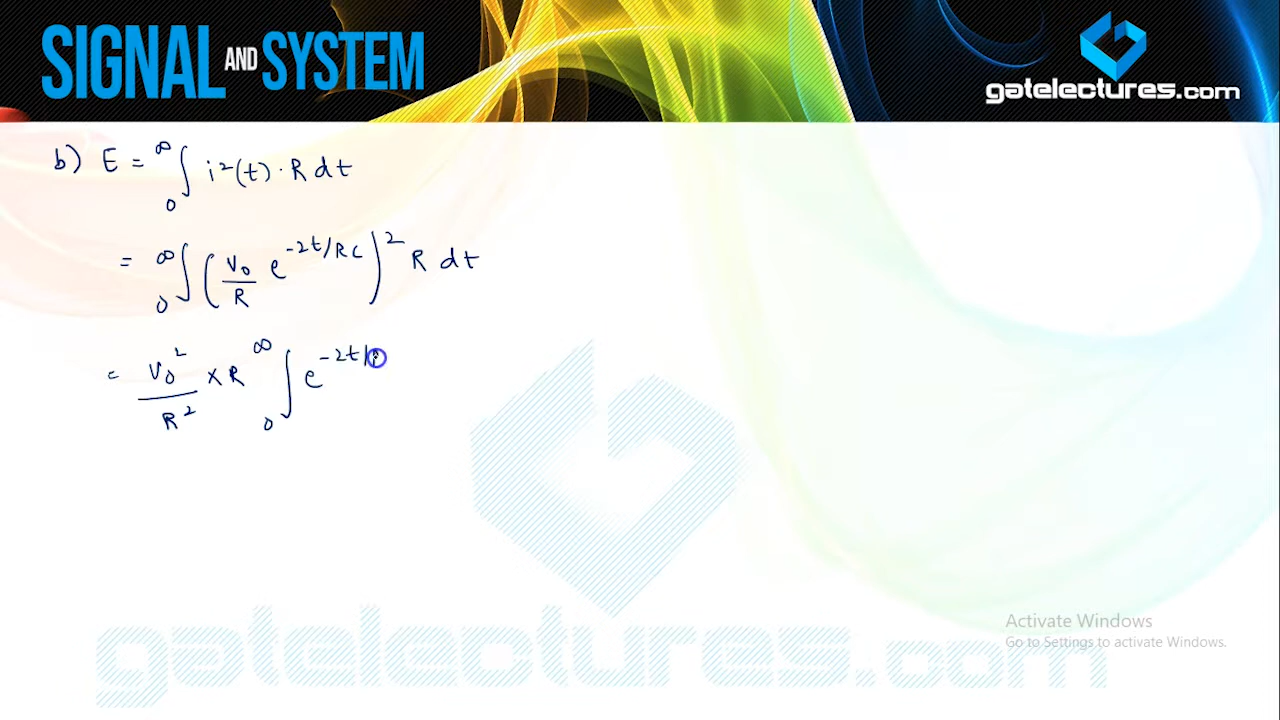 SIGNAL AND SYSTEM
gatelectures.com
b) E = ∞∫0 i²(t) · R dt
= ∞∫0 (V0/R e^-2t/RC)² R dt
= V0²/R² × R ∞∫0 e^-2t/
gatelectures.com
Activate Windows
Go to Settings to activate Windows.